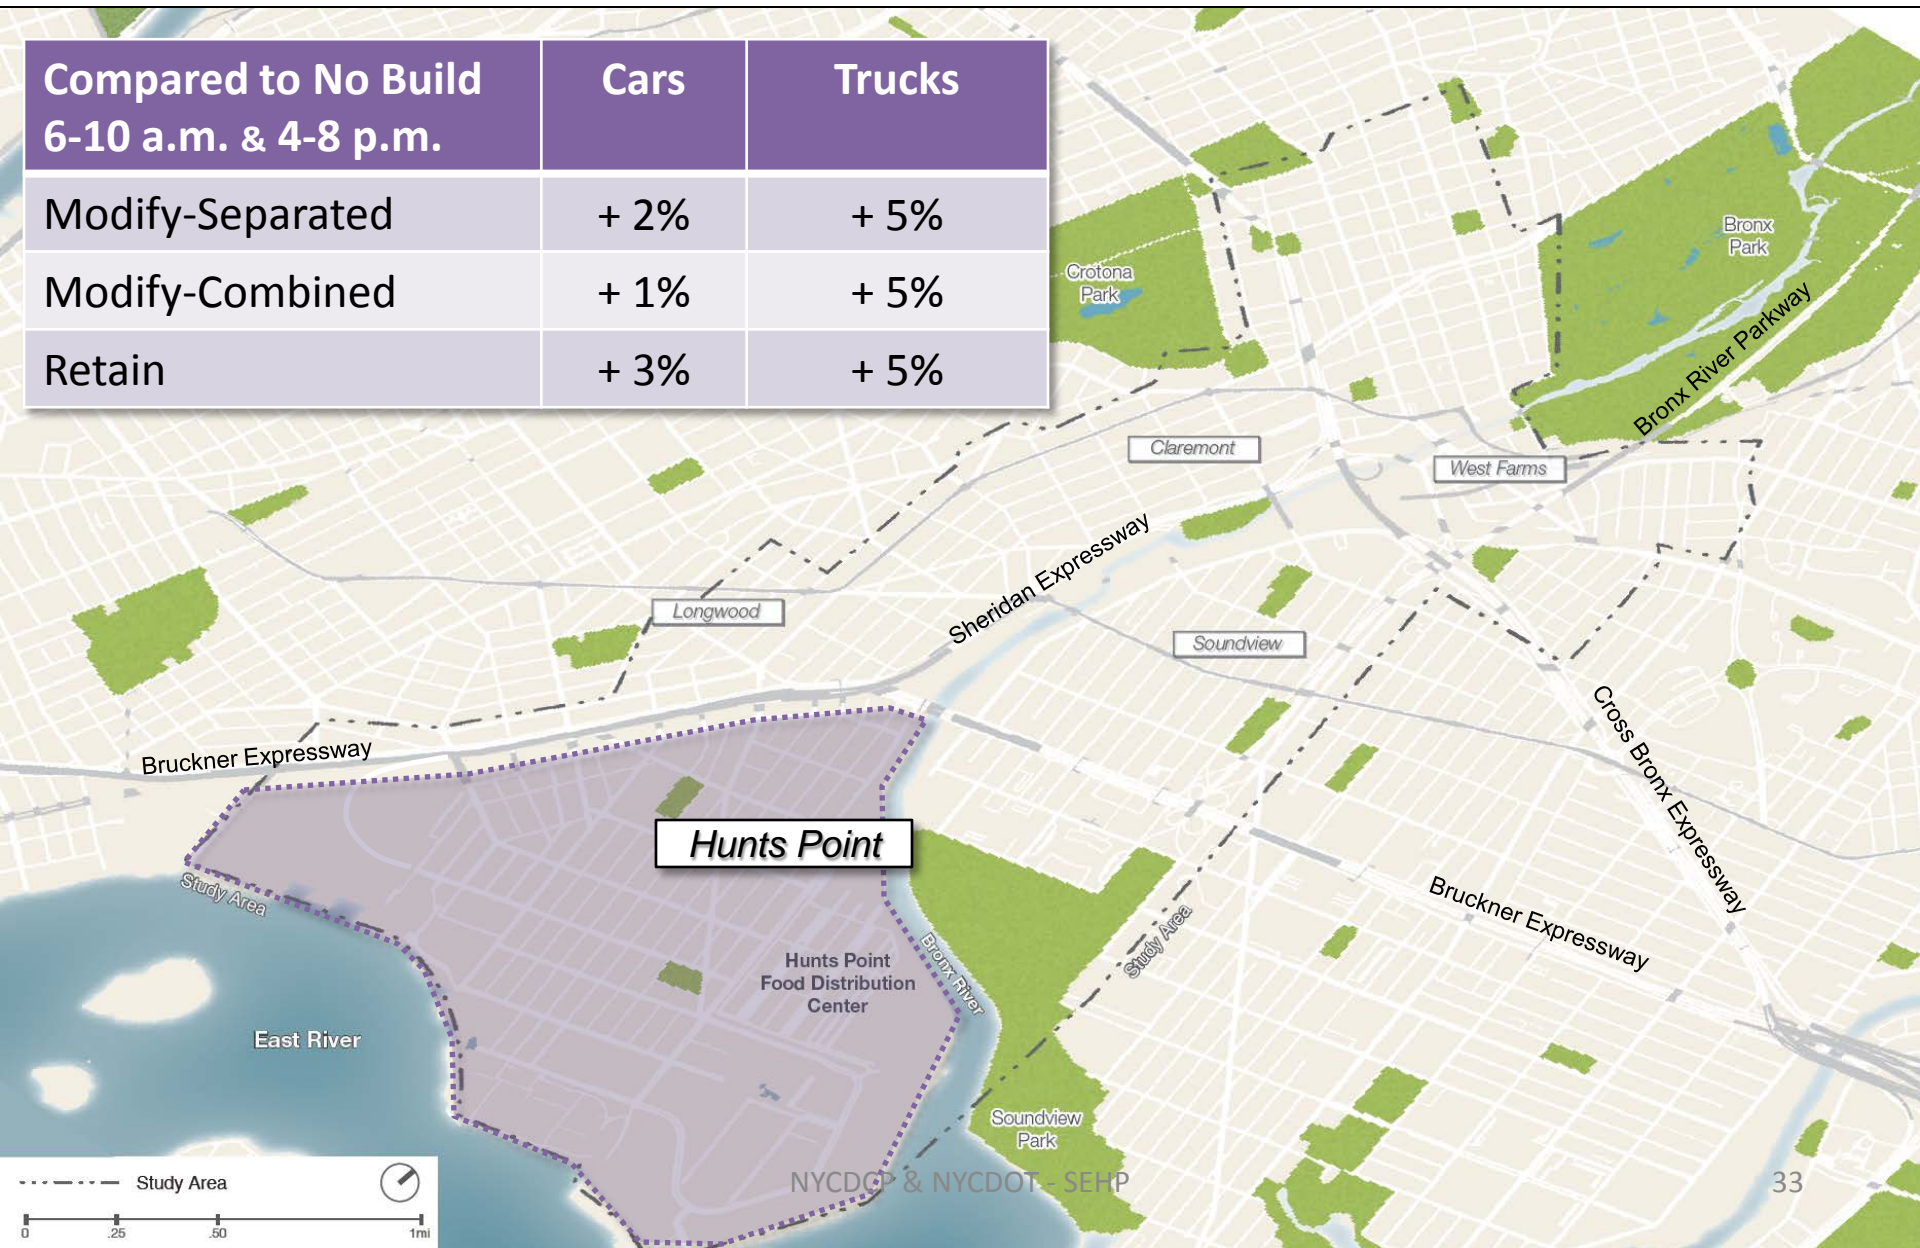 Compared to No Build Cars Trucks
6-10 a.m. & 4-8 p.m.
Modify-Separated + 2% + 5%
Modify-Combined + 1% + 5%
Retain + 3% + 5%
Bronx
Park
Crotona
Park
Bronx River Parkway
Claremont
West Farms
Sheridan Expressway
Longwood
Soundview
Bruckner Expressway
Cross Bronx Expressway
Hunts Point
Study Area
Bruckner Expressway
Study Area
Bronx River
Hunts Point
Food Distribution
Center
East River
Soundview
Park
Study Area
0 .25 .50 1mi
NYCDCP & NYCDOT - SEHP
33